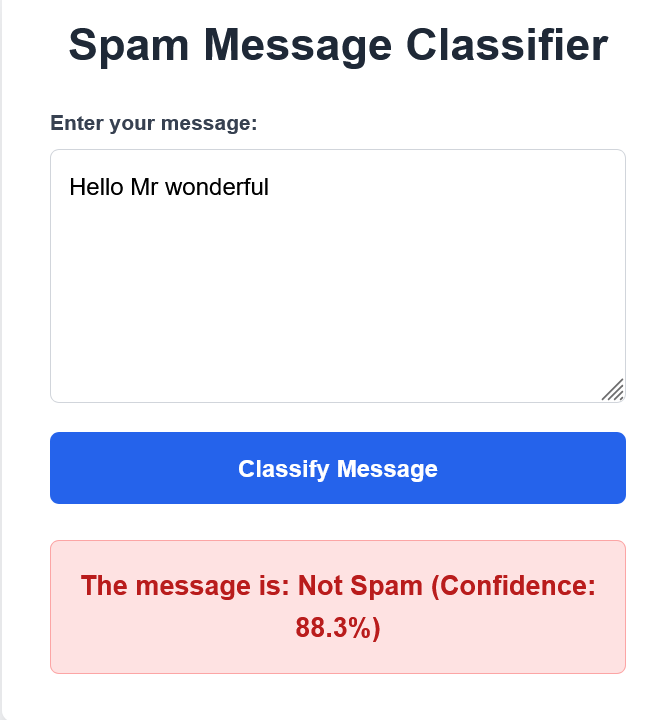 Spam Message Classifier
Enter your message:
Hello Mr wonderful
Classify Message
The message is: Not Spam (Confidence:
88.3%)